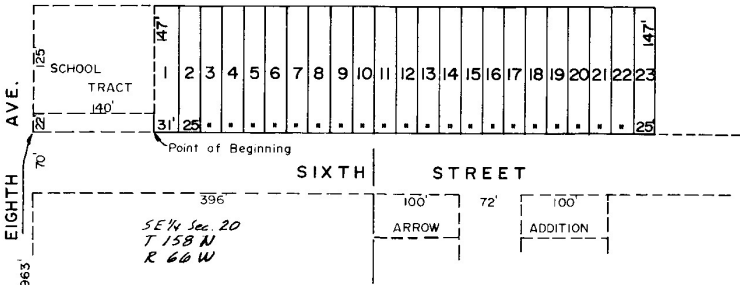 147' 147'
125' SCHOOL
TRACT
140'
1 2 3 4 5 6 7 8 9 10 11 12 13 14 15 16 17 18 19 20 21 22 23
22' 31' 25' " " " " " " " " " " " " " " " " " " " " 25'
Point of Beginning
EIGHTH AVE.
70'
SIXTH STREET
396' 100' 72' 100'
ARROW ADDITION
SE 1/4 Sec. 20
T 158 N
R 66 W
963'